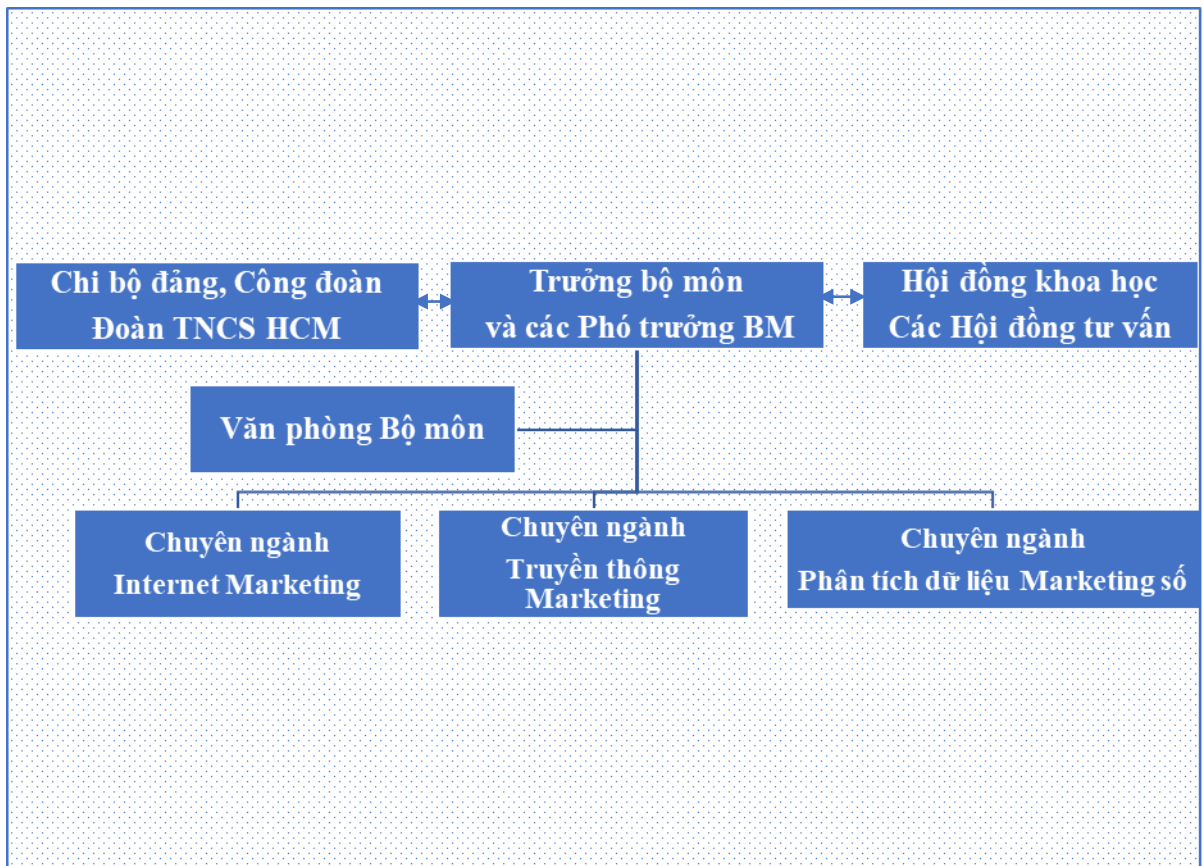 Chi bộ đảng, Công đoàn
Đoàn TNCS HCM
Trưởng bộ môn
và các Phó trưởng BM
Hội đồng khoa học
Các Hội đồng tư vấn
Văn phòng Bộ môn
Chuyên ngành
Internet Marketing
Chuyên ngành
Truyền thông
Marketing
Chuyên ngành
Phân tích dữ liệu Marketing số